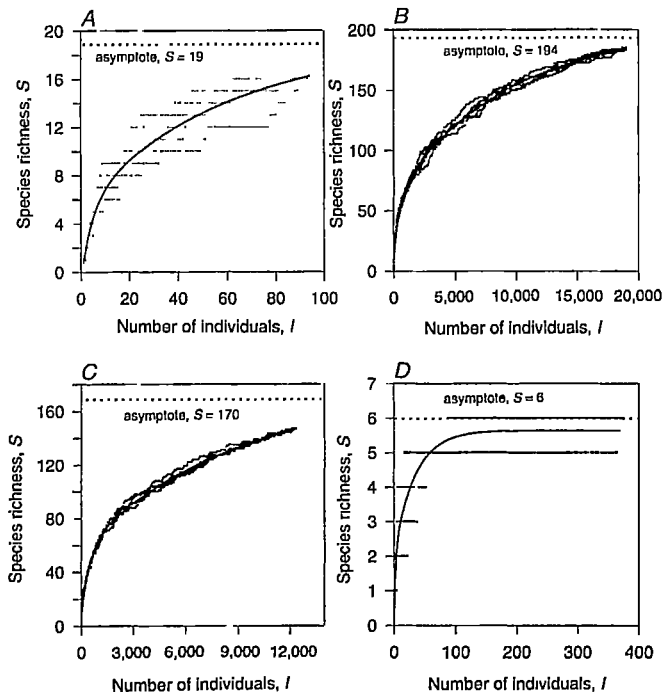 A
20
16
12
8
4
0
asymptote, S = 19
Species richness, S
0 20 40 60 80 100
Number of individuals, I
B
200
150
100
50
0
asymptote, S = 194
Species richness, S
0 5,000 10,000 15,000 20,000
Number of individuals, I
C
160
120
80
40
0
asymptote, S = 170
Species richness, S
0 3,000 6,000 9,000 12,000
Number of individuals, I
D
7
6
5
4
3
2
1
0
asymptote, S = 6
Species richness, S
0 100 200 300 400
Number of individuals, I